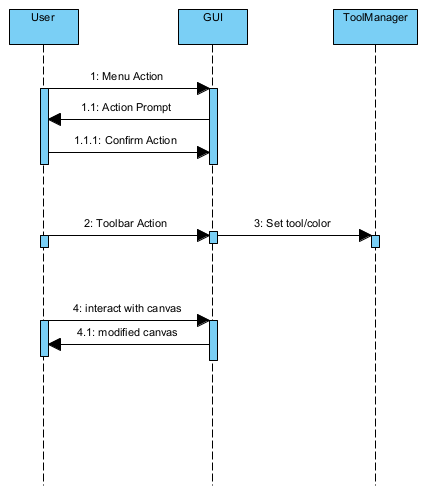 User
GUI
ToolManager
1: Menu Action
1.1: Action Prompt
1.1.1: Confirm Action
2: Toolbar Action
3: Set tool/color
4: interact with canvas
4.1: modified canvas